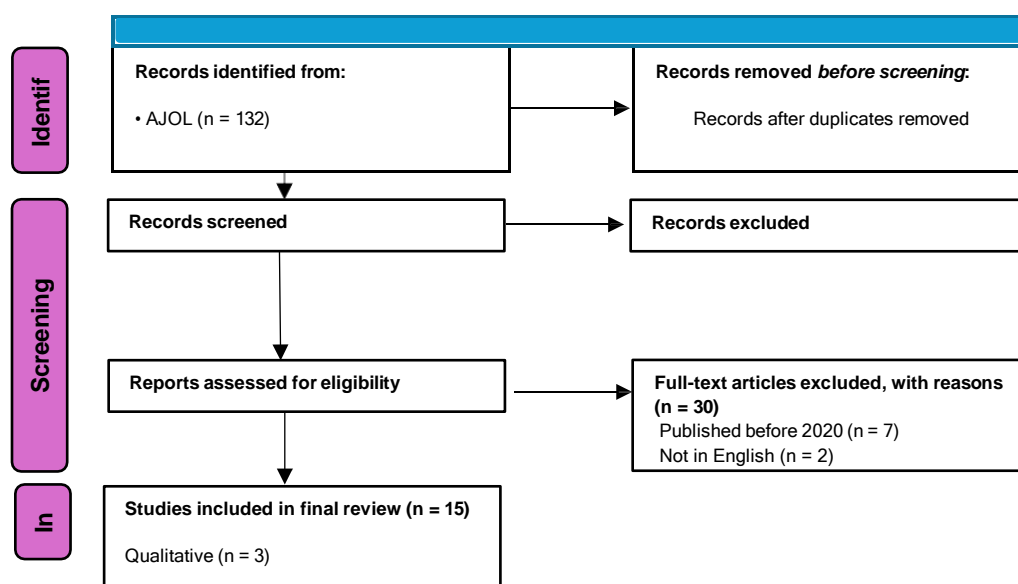 Identif
Records identified from:
• AJOL (n = 132)
Records removed before screening:
Records after duplicates removed
Screening
Records screened
Records excluded
Reports assessed for eligibility
Full-text articles excluded, with reasons
(n = 30)
Published before 2020 (n = 7)
Not in English (n = 2)
In
Studies included in final review (n = 15)
Qualitative (n = 3)